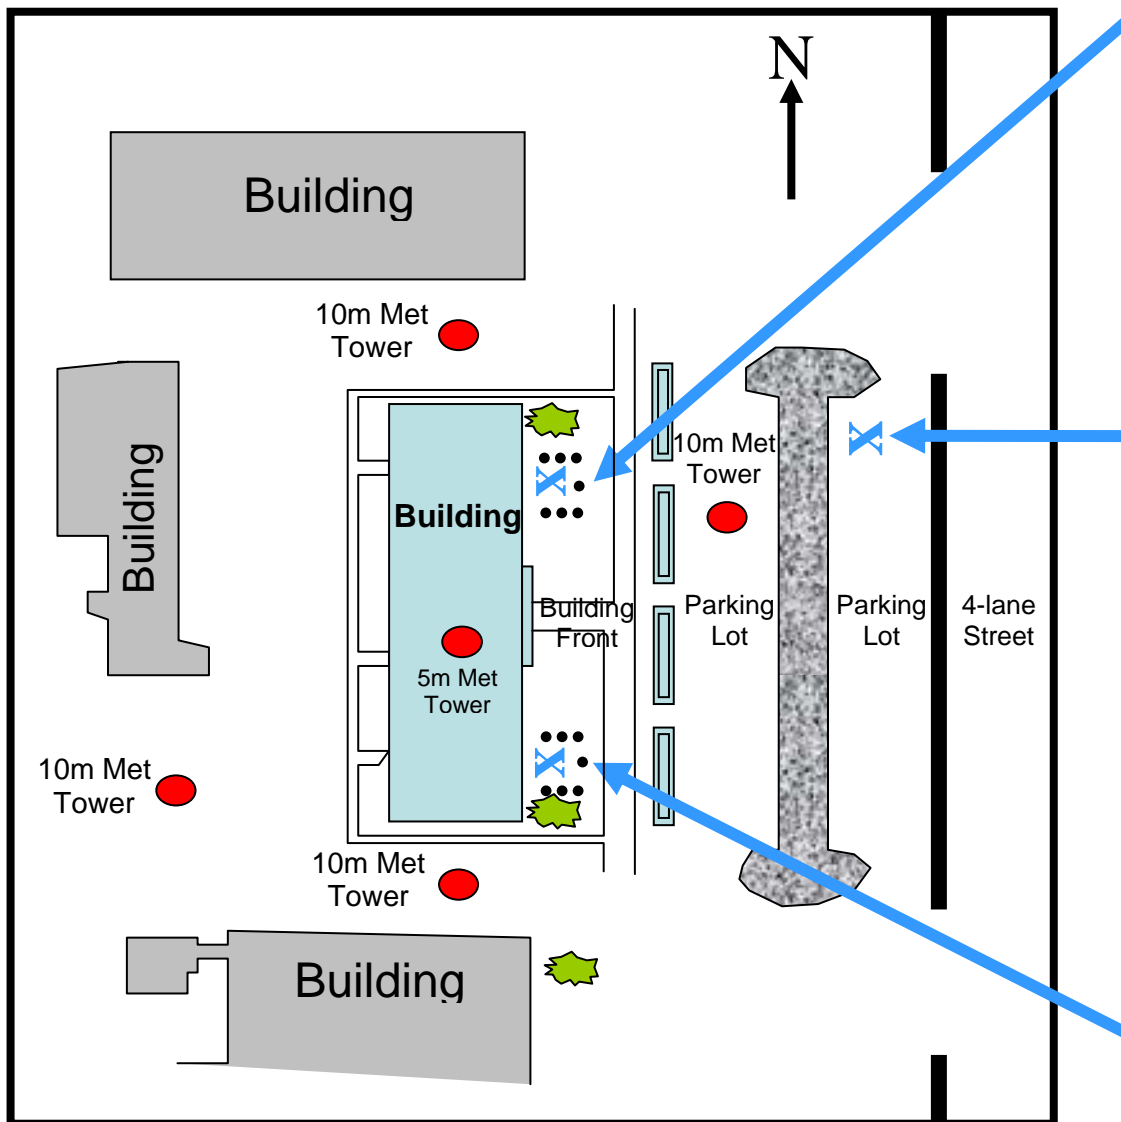 N
Building
10m Met
Tower
Building
10m Met
Tower
Building
Building
Front
Parking
Lot
Parking
Lot
4-lane
Street
5m Met
Tower
10m Met
Tower
10m Met
Tower
Building